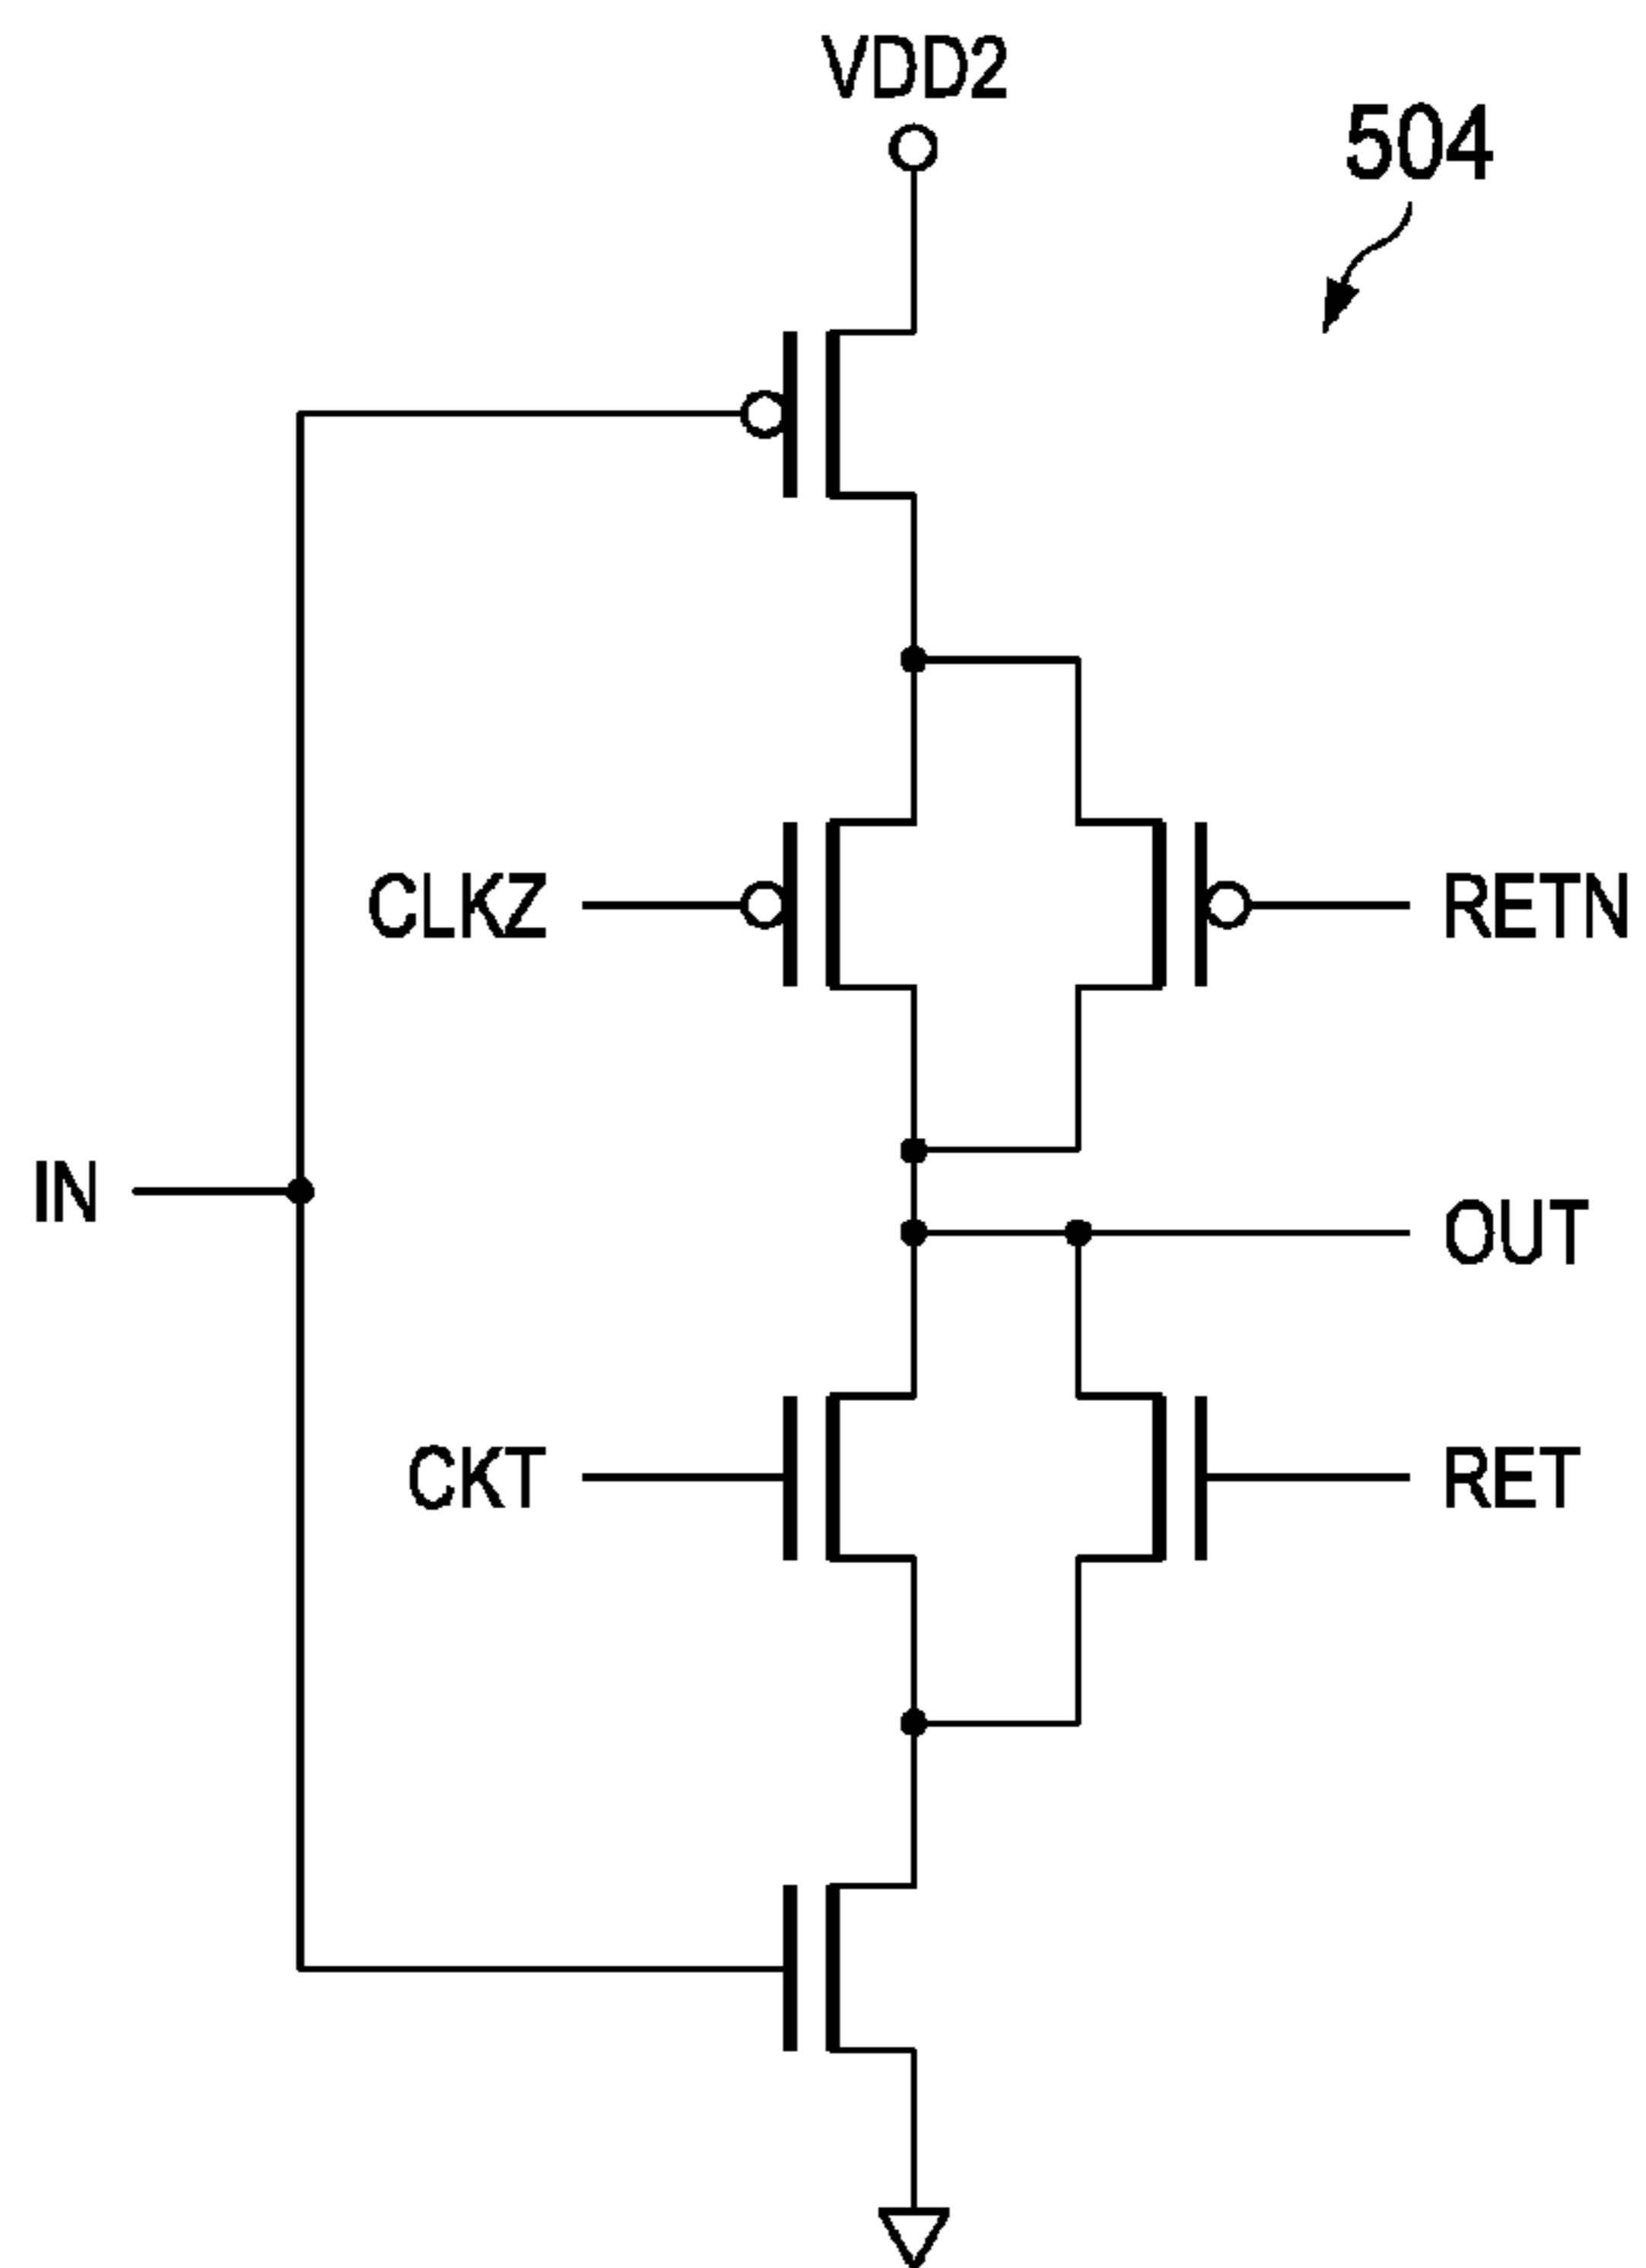 VDD2
504
CLKZ
RETN
IN
OUT
CKT
RET